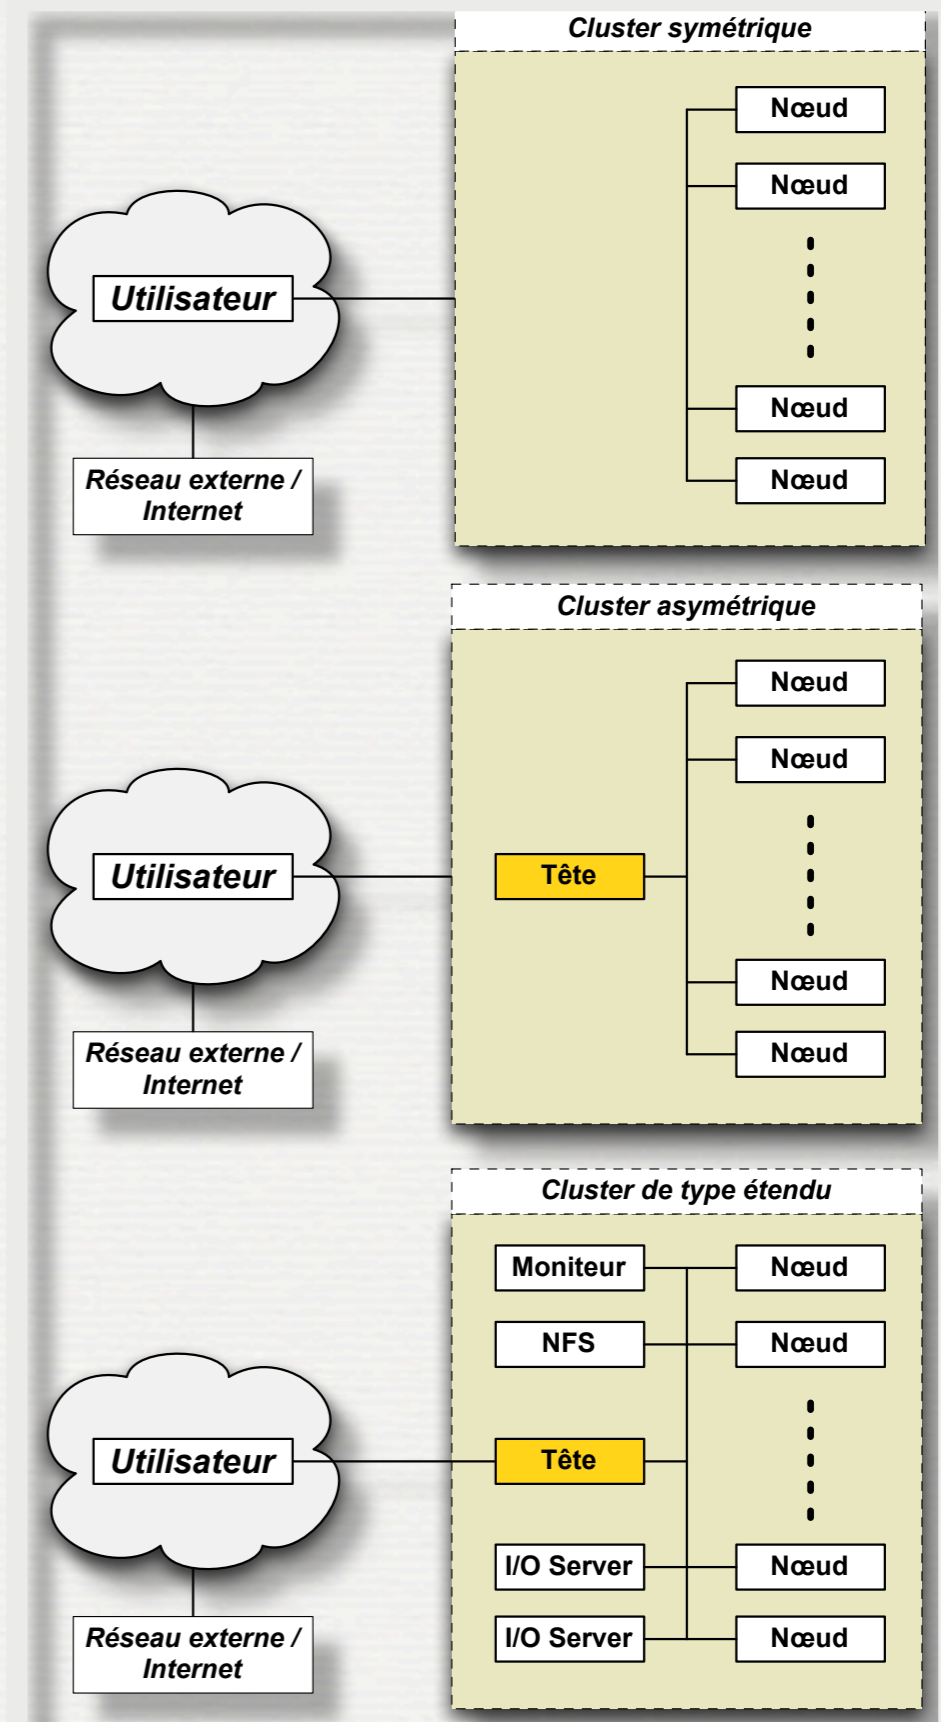 Cluster symétrique
Nœud
Nœud
Utilisateur
Nœud
Nœud
Réseau externe /
Internet
Cluster asymétrique
Nœud
Nœud
Utilisateur
Tête
Nœud
Nœud
Réseau externe /
Internet
Cluster de type étendu
Moniteur
Nœud
NFS
Nœud
Utilisateur
Tête
I/O Server
Nœud
I/O Server
Nœud
Réseau externe /
Internet